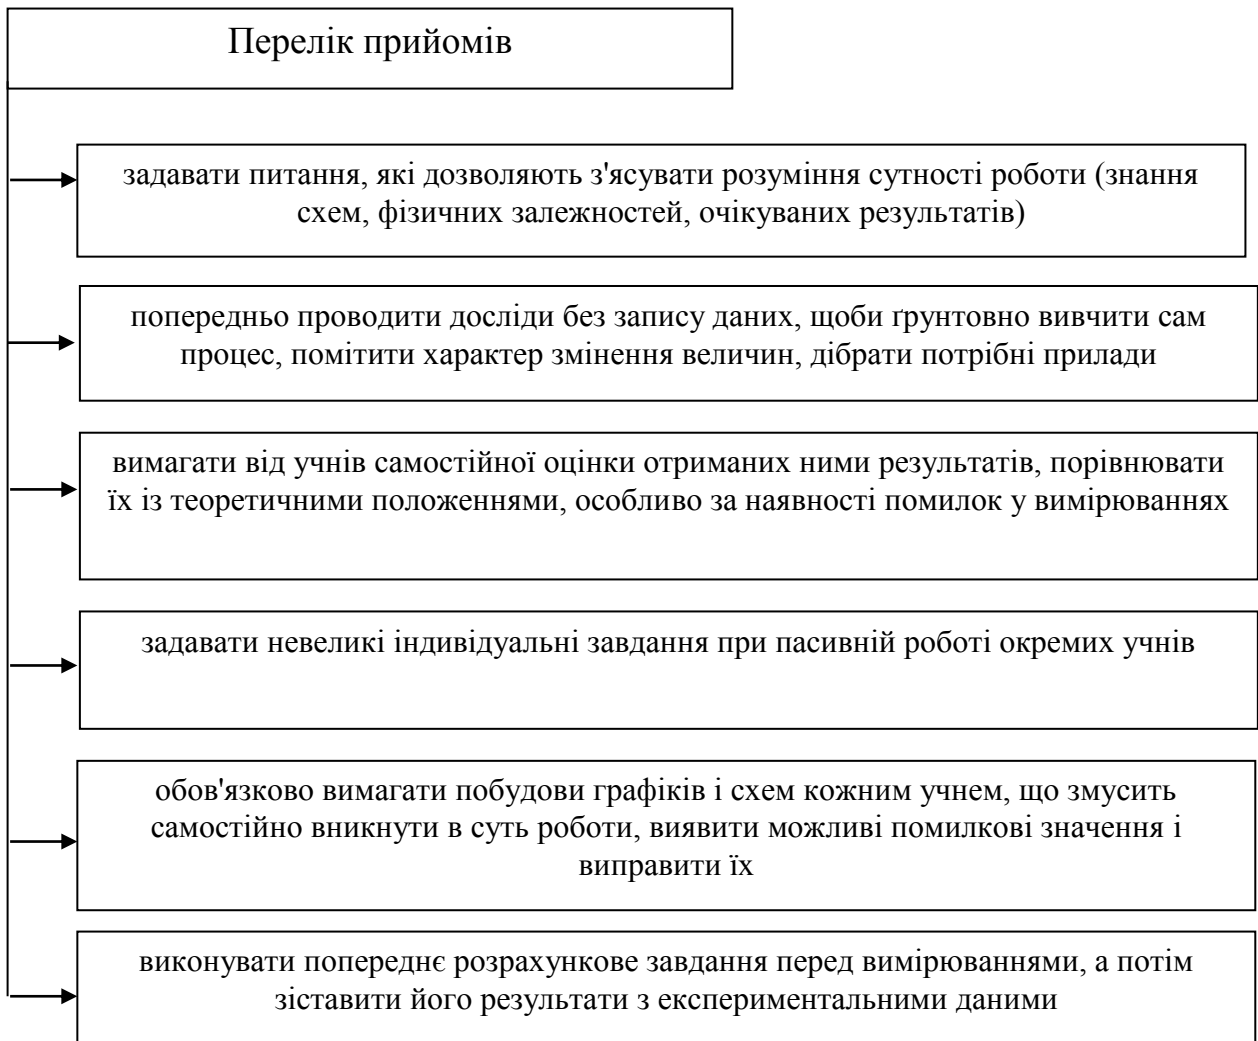 Перелік прийомів
задавати питання, які дозволяють з'ясувати розуміння сутності роботи (знання
схем, фізичних залежностей, очікуваних результатів)
попередньо проводити досліди без запису даних, щоби ґрунтовно вивчити сам
процес, помітити характер змінення величин, дібрати потрібні прилади
вимагати від учнів самостійної оцінки отриманих ними результатів, порівнювати
їх із теоретичними положеннями, особливо за наявності помилок у вимірюваннях
задавати невеликі індивідуальні завдання при пасивній роботі окремих учнів
обов'язково вимагати побудови графіків і схем кожним учнем, що змусить
самостійно вникнути в суть роботи, виявити можливі помилкові значення і
виправити їх
виконувати попереднє розрахункове завдання перед вимірюваннями, а потім
зіставити його результати з експериментальними даними